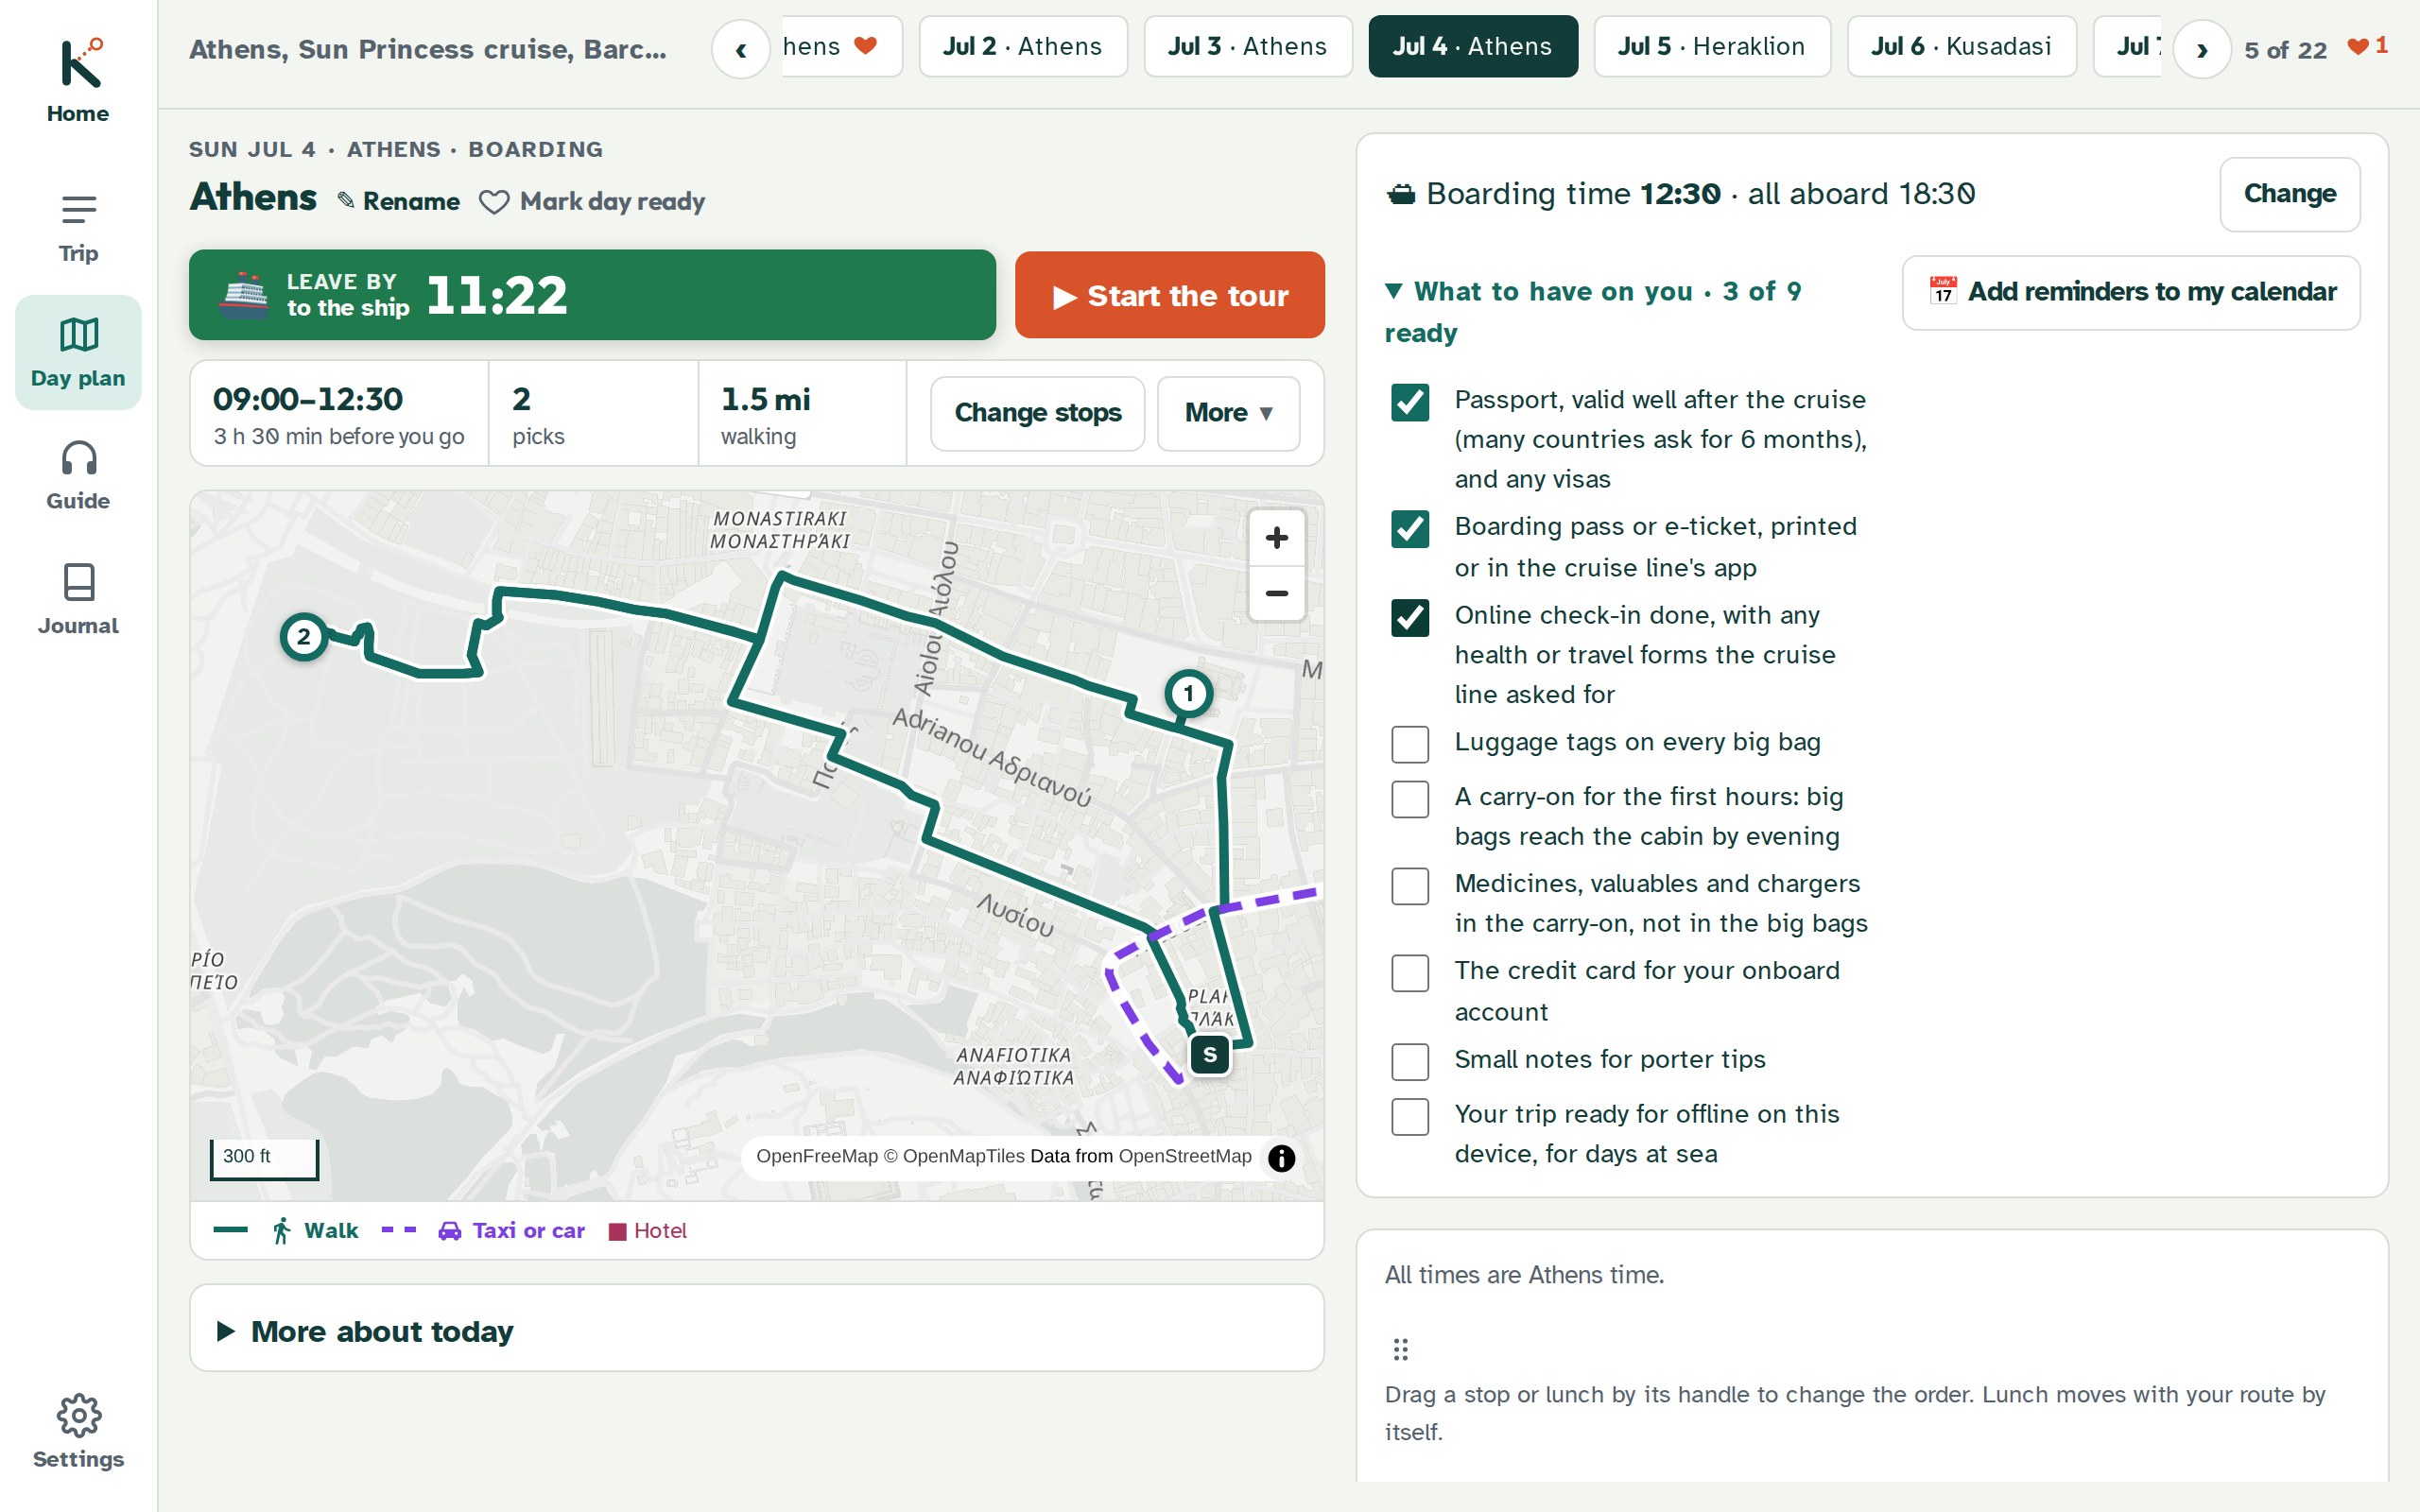 Home
Trip
Day plan
Guide
Journal
Settings
Athens, Sun Princess cruise, Barc...
‹
hens
Jul 2 · Athens
Jul 3 · Athens
Jul 4 · Athens
Jul 5 · Heraklion
Jul 6 · Kusadasi
Jul 7
›
5 of 22
1
SUN JUL 4 · ATHENS · BOARDING
Athens
✎ Rename
Mark day ready
LEAVE BY
to the ship
11:22
▶ Start the tour
09:00–12:30
3 h 30 min before you go
2
picks
1.5 mi
walking
Change stops
More ▾
MONASTIRAKI
ΜΟΝΑΣΤΗΡΆΚΙ
Aiolou Αιόλου
Adrianou Αδριανού
Λυσίου
ΡΊΟ
ΠΕΊΟ
ANAFIOTIKA
ΑΝΑΦΙΏΤΙΚΑ
+
−
2
1
S
M
300 ft
OpenFreeMap © OpenMapTiles Data from OpenStreetMap
Walk
Taxi or car
Hotel
▶ More about today
Boarding time 12:30 · all aboard 18:30
Change
▼ What to have on you · 3 of 9
ready
Add reminders to my calendar
Passport, valid well after the cruise
(many countries ask for 6 months),
and any visas
Boarding pass or e-ticket, printed
or in the cruise line's app
Online check-in done, with any
health or travel forms the cruise
line asked for
Luggage tags on every big bag
A carry-on for the first hours: big
bags reach the cabin by evening
Medicines, valuables and chargers
in the carry-on, not in the big bags
The credit card for your onboard
account
Small notes for porter tips
Your trip ready for offline on this
device, for days at sea
All times are Athens time.
Drag a stop or lunch by its handle to change the order. Lunch moves with your route by
itself.